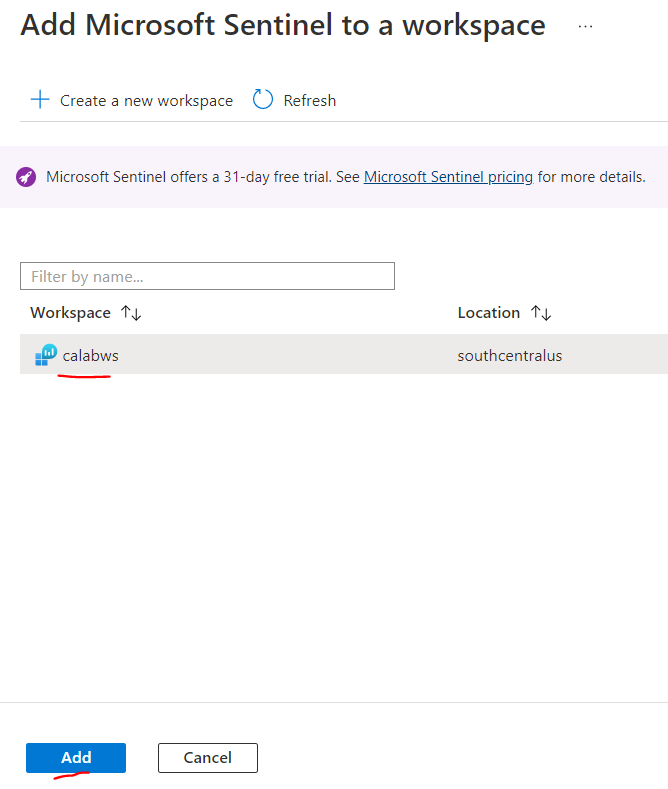 Add Microsoft Sentinel to a workspace ...
Create a new workspace Refresh
Microsoft Sentinel offers a 31-day free trial. See Microsoft Sentinel pricing for more details.
Filter by name...
Workspace Location
calabws southcentralus
Add Cancel